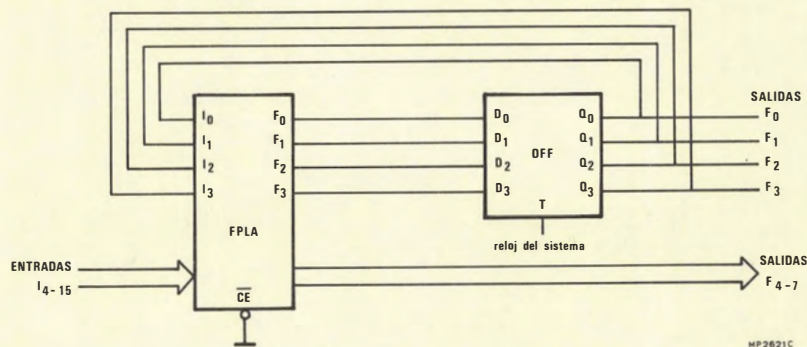 SALIDAS
I0 F0 D0 Q0 F0
I1 F1 D1 Q1 F1
DFF
I2 F2 D2 Q2 F2
I3 F3 D3 Q3 F3
T
FPLA
reloj del sistema
ENTRADAS
I4-15
SALIDAS
F4-7
CE
MP2621C